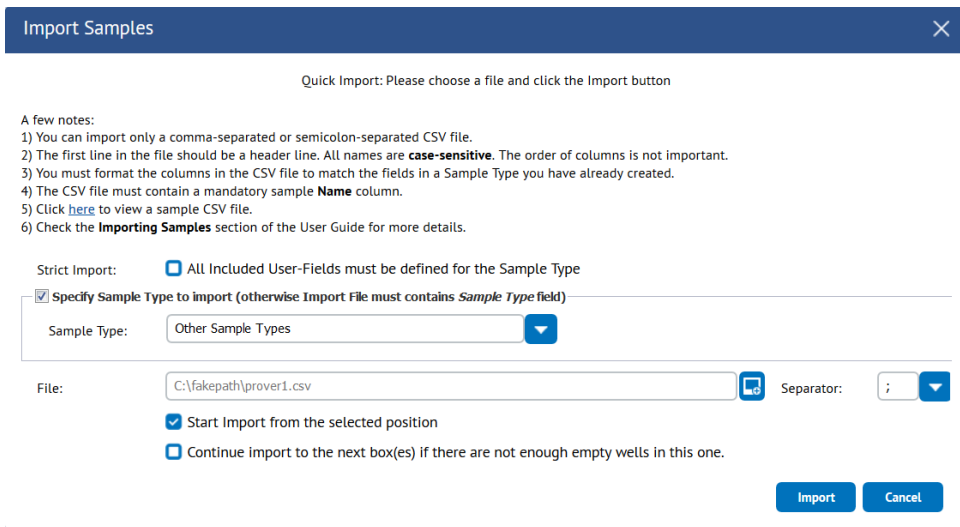 Import Samples
Quick Import: Please choose a file and click the Import button
A few notes:
1) You can import only a comma-separated or semicolon-separated CSV file.
2) The first line in the file should be a header line. All names are case-sensitive. The order of columns is not important.
3) You must format the columns in the CSV file to match the fields in a Sample Type you have already created.
4) The CSV file must contain a mandatory sample Name column.
5) Click here to view a sample CSV file.
6) Check the Importing Samples section of the User Guide for more details.
Strict Import: All Included User-Fields must be defined for the Sample Type
Specify Sample Type to import (otherwise Import File must contains Sample Type field)
Sample Type: Other Sample Types
File: C:\fakepath\prover1.csv Separator: ;
Start Import from the selected position
Continue import to the next box(es) if there are not enough empty wells in this one.
Import Cancel